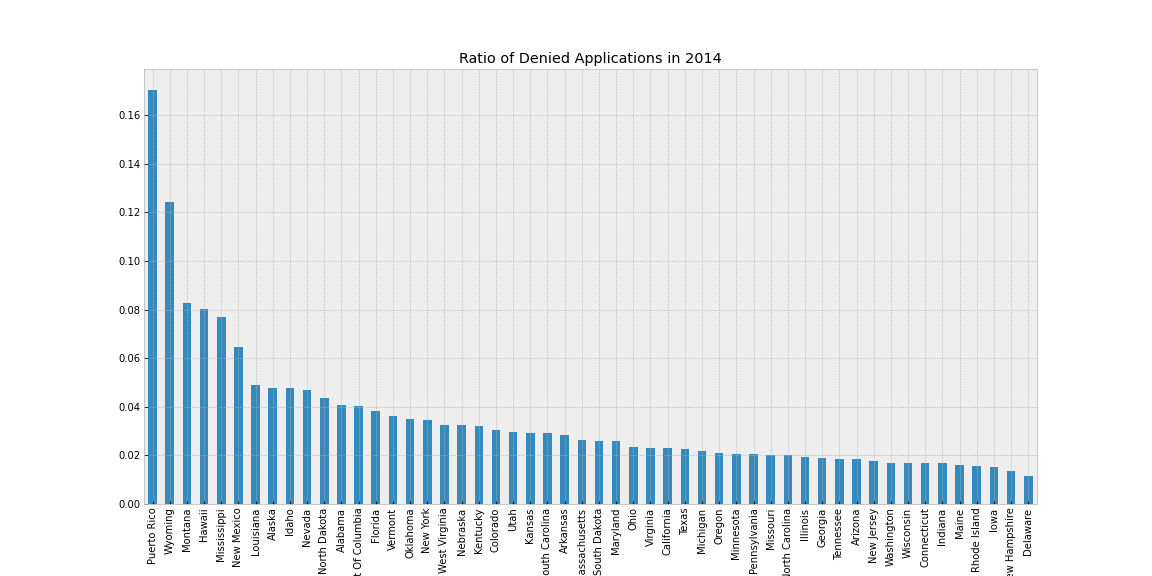 Ratio of Denied Applications in 2014
0.16
0.14
0.12
0.10
0.08
0.06
0.04
0.02
0.00
Puerto Rico
Wyoming
Montana
Hawaii
Mississippi
New Mexico
Louisiana
Alaska
Idaho
Nevada
North Dakota
Alabama
t Of Columbia
Florida
Vermont
Oklahoma
New York
West Virginia
Nebraska
Kentucky
Colorado
Utah
Kansas
outh Carolina
Arkansas
assachusetts
South Dakota
Maryland
Ohio
Virginia
California
Texas
Michigan
Oregon
Minnesota
Pennsylvania
Missouri
orth Carolina
Illinois
Georgia
Tennessee
Arizona
New Jersey
Washington
Wisconsin
Connecticut
Indiana
Maine
Rhode Island
Iowa
ew Hampshire
Delaware